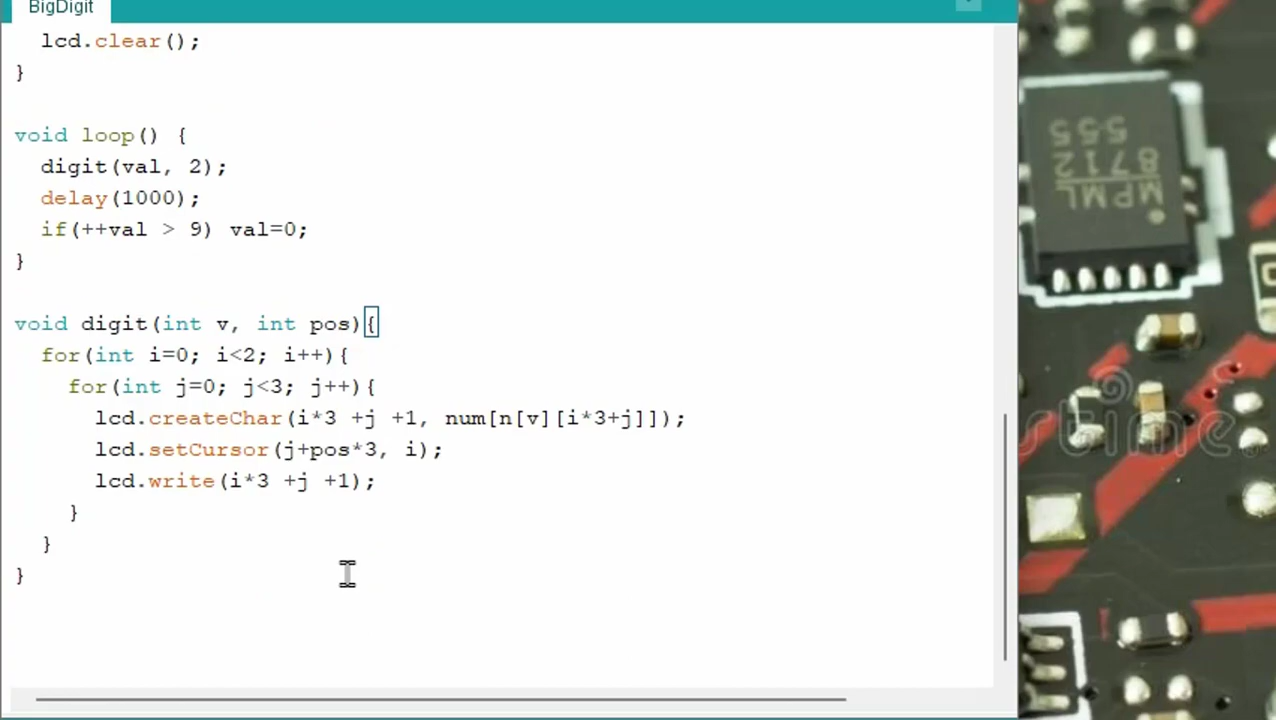 BigDigit
lcd.clear();
}
void loop() {
digit(val, 2);
delay(1000);
if(++val > 9) val=0;
}
void digit(int v, int pos){
for(int i=0; i<2; i++){
for(int j=0; j<3; j++){
lcd.createChar(i*3 +j +1, num[n[v][i*3+j]]);
lcd.setCursor(j+pos*3, i);
lcd.write(i*3 +j +1);
}
}
}
MPML
8712
555